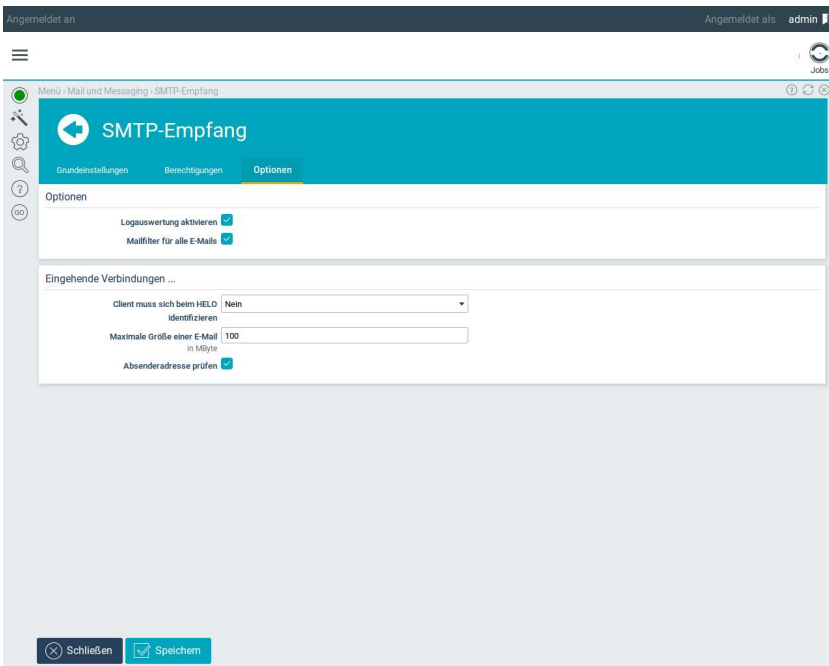 Angemeldet an
Angemeldet als admin
Jobs
Menü › Mail und Messaging › SMTP-Empfang
SMTP-Empfang
Grundeinstellungen Berechtigungen Optionen
Optionen
Logauswertung aktivieren
Mailfilter für alle E-Mails
GO
Eingehende Verbindungen ...
Client muss sich beim HELO Nein
identifizieren
Maximale Größe einer E-Mail 100
in MByte
Absenderadresse prüfen
Schließen Speichern